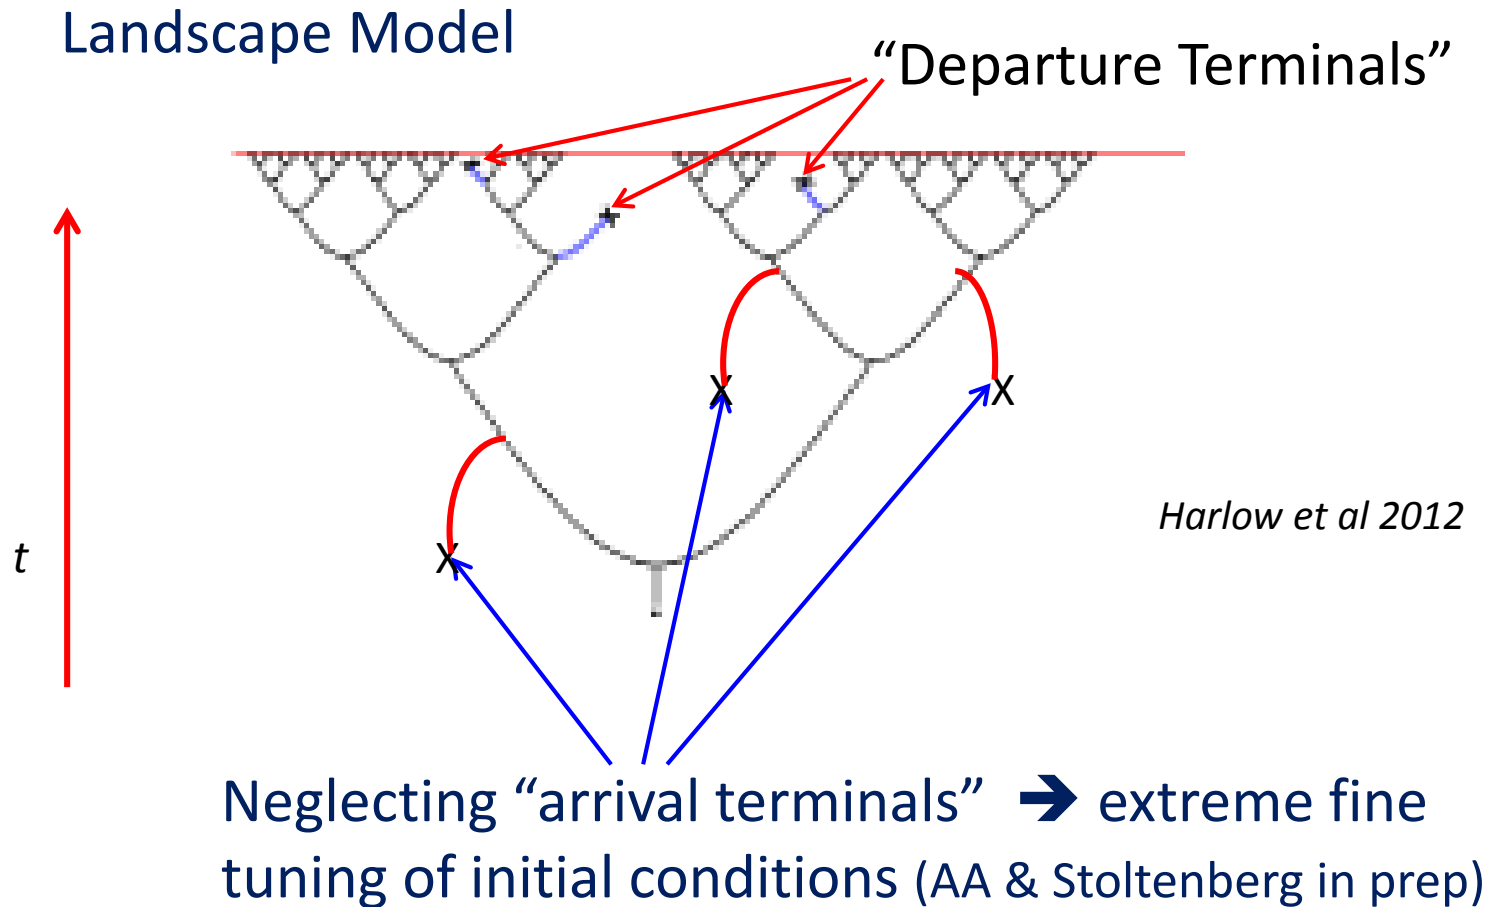 Landscape Model
“Departure Terminals”
X
X
Harlow et al 2012
t
X
Neglecting “arrival terminals” ➔ extreme fine
tuning of initial conditions (AA & Stoltenberg in prep)